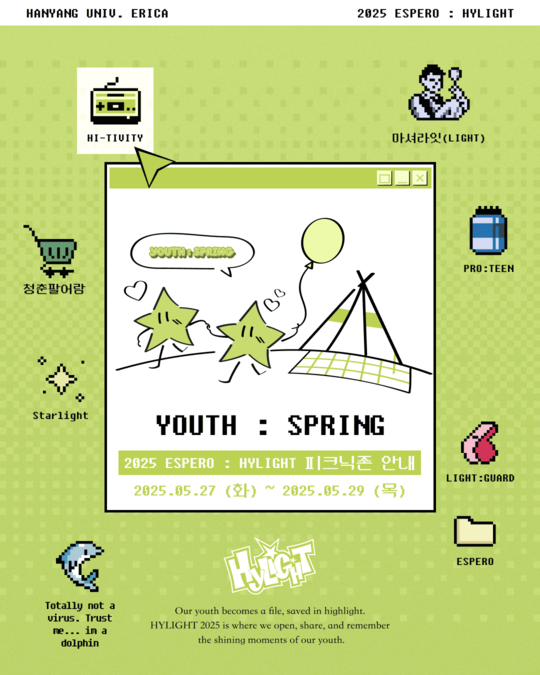 HANYANG UNIV. ERICA
2025 ESPERO : HYLIGHT
HI-TIVITY
마셔라잇(LIGHT)
YOUTH : SPRING
PRO:TEEN
청춘팔어람
Starlight
YOUTH : SPRING
2025 ESPERO : HYLIGHT 피크닉존 안내
2025.05.27 (화) ~ 2025.05.29 (목)
LIGHT:GUARD
ESPERO
HYLIGHT
Totally not a
virus. Trust
me... im a
dolphin
Our youth becomes a file, saved in highlight.
HYLIGHT 2025 is where we open, share, and remember
the shining moments of our youth.